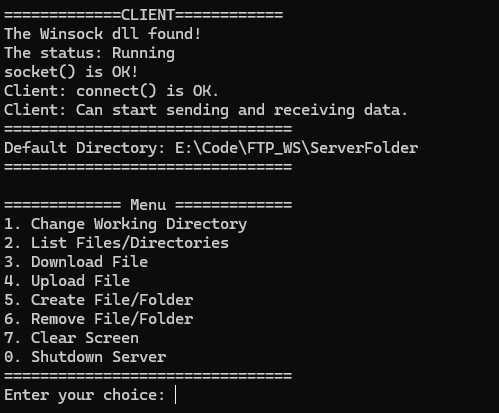 =============CLIENT============
The Winsock dll found!
The status: Running
socket() is OK!
Client: connect() is OK.
Client: Can start sending and receiving data.
================================
Default Directory: E:\Code\FTP_WS\ServerFolder
================================
============= Menu =============
1. Change Working Directory
2. List Files/Directories
3. Download File
4. Upload File
5. Create File/Folder
6. Remove File/Folder
7. Clear Screen
0. Shutdown Server
================================
Enter your choice: